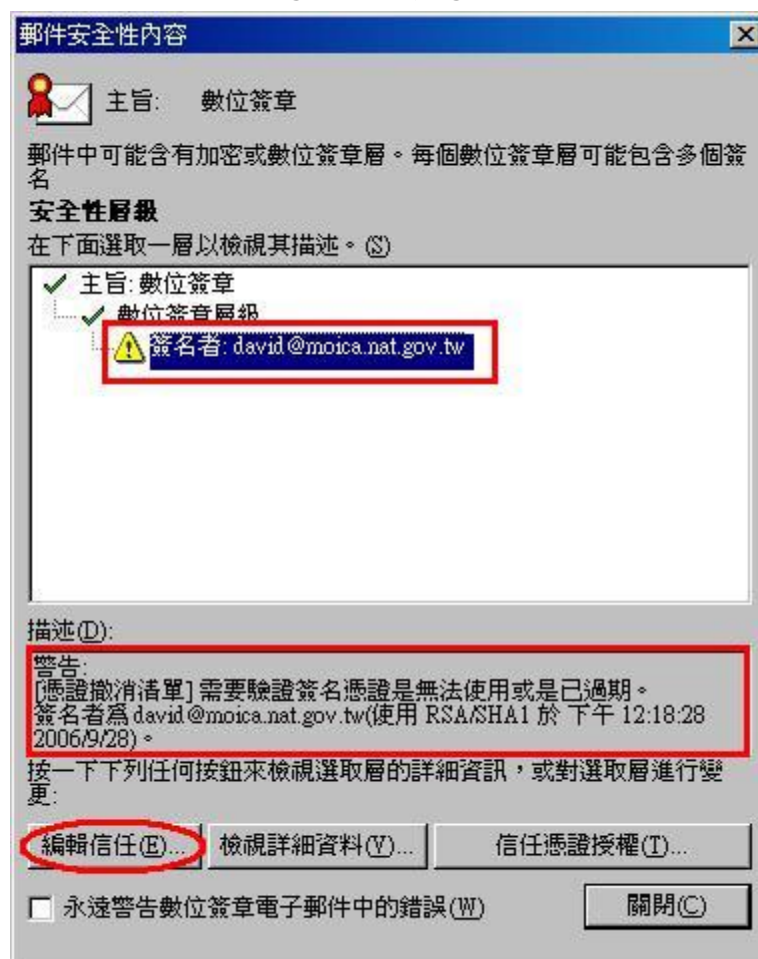 郵件安全性內容
主旨: 數位簽章
郵件中可能含有加密或數位簽章層。每個數位簽章層可能包含多個簽
名
安全性層級
在下面選取一層以檢視其描述。(S)
主旨: 數位簽章
數位簽章層級
簽名者: david@moica.nat.gov.tw
描述(D):
警告:
[憑證撤消清單] 需要驗證簽名憑證是無法使用或是已過期。
簽名者為 david@moica.nat.gov.tw(使用 RSA/SHA1 於 下午 12:18:28
2006/9/28)。
按一下下列任何按鈕來檢視選取層的詳細資訊，或對選取層進行變
更:
編輯信任(E)... 檢視詳細資料(V)... 信任憑證授權(T)...
永遠警告數位簽章電子郵件中的錯誤(W) 關閉(C)